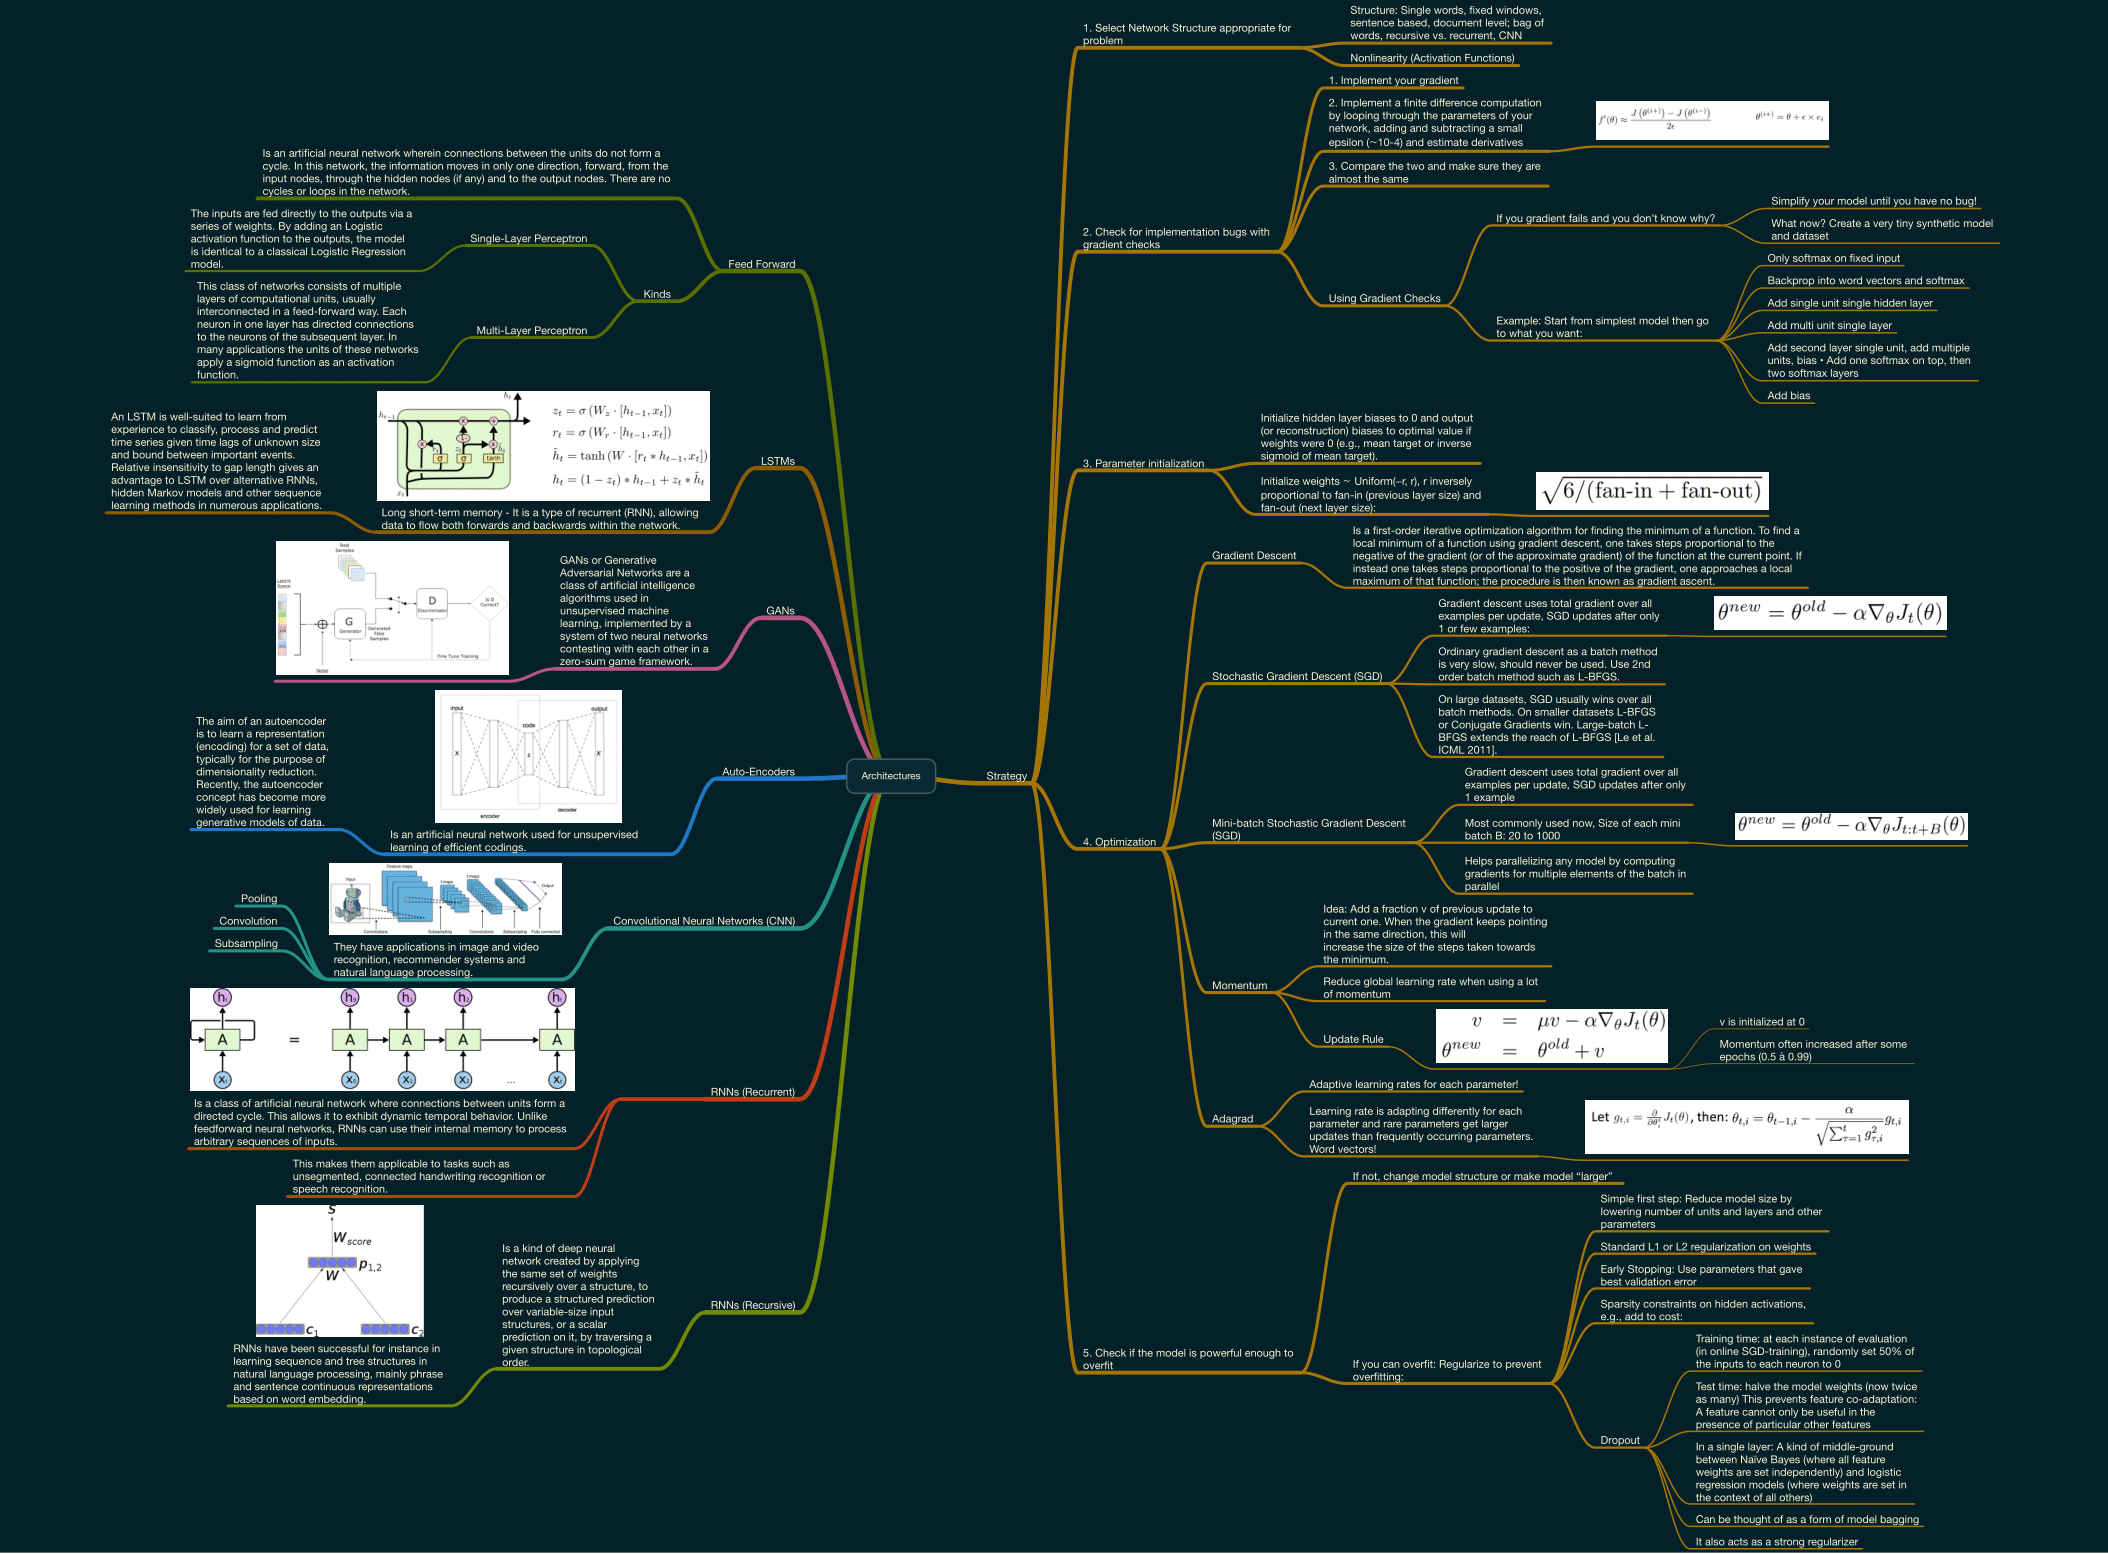 Architectures
Feed Forward
Is an artificial neural network wherein connections between the units do not form a
cycle. In this network, the information moves in only one direction, forward, from the
input nodes, through the hidden nodes (if any) and to the output nodes. There are no
cycles or loops in the network.
Kinds
Single-Layer Perceptron
The inputs are fed directly to the outputs via a
series of weights. By adding an Logistic
activation function to the outputs, the model
is identical to a classical Logistic Regression
model.
Multi-Layer Perceptron
This class of networks consists of multiple
layers of computational units, usually
interconnected in a feed-forward way. Each
neuron in one layer has directed connections
to the neurons of the subsequent layer. In
many applications the units of these networks
apply a sigmoid function as an activation
function.
LSTMs
h_{t-1}
h_t
x_t
σ
σ
tanh
z_t = σ (W_z · [h_{t−1}, x_t])
r_t = σ (W_r · [h_{t−1}, x_t])
h̃_t = tanh (W · [r_t ∗ h_{t−1}, x_t])
h_t = (1 − z_t) ∗ h_{t−1} + z_t ∗ h̃_t
Long short-term memory - It is a type of recurrent (RNN), allowing
data to flow both forwards and backwards within the network.
An LSTM is well-suited to learn from
experience to classify, process and predict
time series given time lags of unknown size
and bound between important events.
Relative insensitivity to gap length gives an
advantage to LSTM over alternative RNNs,
hidden Markov models and other sequence
learning methods in numerous applications.
GANs
GANs or Generative
Adversarial Networks are a
class of artificial intelligence
algorithms used in
unsupervised machine
learning, implemented by a
system of two neural networks
contesting with each other in a
zero-sum game framework.
Real
Samples
Latent
Space
G
Generator
D
Discriminator
Is D
Correct?
Generated
Fake
Samples
Fine Tune Training
Noise
Auto-Encoders
input
output
code
X
z
X'
encoder
decoder
Is an artificial neural network used for unsupervised
learning of efficient codings.
The aim of an autoencoder
is to learn a representation
(encoding) for a set of data,
typically for the purpose of
dimensionality reduction.
Recently, the autoencoder
concept has become more
widely used for learning
generative models of data.
Convolutional Neural Networks (CNN)
Input
Feature maps
f.maps
f.maps
Output
Convolutions
Subsampling
Convolutions
Subsampling
Fully connected
They have applications in image and video
recognition, recommender systems and
natural language processing.
Pooling
Convolution
Subsampling
RNNs (Recurrent)
h_t h_0 h_1 h_2 h_t
A = A A A A
x_t x_0 x_1 x_2 ... x_t
Is a class of artificial neural network where connections between units form a
directed cycle. This allows it to exhibit dynamic temporal behavior. Unlike
feedforward neural networks, RNNs can use their internal memory to process
arbitrary sequences of inputs.
This makes them applicable to tasks such as
unsegmented, connected handwriting recognition or
speech recognition.
RNNs (Recursive)
Is a kind of deep neural
network created by applying
the same set of weights
recursively over a structure, to
produce a structured prediction
over variable-size input
structures, or a scalar
prediction on it, by traversing a
given structure in topological
order.
s
W_score
p_{1,2}
W
c_1
c_2
RNNs have been successful for instance in
learning sequence and tree structures in
natural language processing, mainly phrase
and sentence continuous representations
based on word embedding.
Strategy
1. Select Network Structure appropriate for
problem
Structure: Single words, fixed windows,
sentence based, document level; bag of
words, recursive vs. recurrent, CNN
Nonlinearity (Activation Functions)
2. Check for implementation bugs with
gradient checks
1. Implement your gradient
2. Implement a finite difference computation
by looping through the parameters of your
network, adding and subtracting a small
epsilon (~10-4) and estimate derivatives
f′(θ) ≈ (J(θ^{(i+)}) − J(θ^{(i−)})) / 2ϵ θ^{(i+)} = θ + ϵ × e_i
3. Compare the two and make sure they are
almost the same
Using Gradient Checks
If you gradient fails and you don’t know why?
Simplify your model until you have no bug!
What now? Create a very tiny synthetic model
and dataset
Example: Start from simplest model then go
to what you want:
Only softmax on fixed input
Backprop into word vectors and softmax
Add single unit single hidden layer
Add multi unit single layer
Add second layer single unit, add multiple
units, bias • Add one softmax on top, then
two softmax layers
Add bias
3. Parameter initialization
Initialize hidden layer biases to 0 and output
(or reconstruction) biases to optimal value if
weights were 0 (e.g., mean target or inverse
sigmoid of mean target).
Initialize weights ~ Uniform(−r, r), r inversely
proportional to fan-in (previous layer size) and
fan-out (next layer size):
√6/(fan-in + fan-out)
4. Optimization
Gradient Descent
Is a first-order iterative optimization algorithm for finding the minimum of a function. To find a
local minimum of a function using gradient descent, one takes steps proportional to the
negative of the gradient (or of the approximate gradient) of the function at the current point. If
instead one takes steps proportional to the positive of the gradient, one approaches a local
maximum of that function; the procedure is then known as gradient ascent.
Stochastic Gradient Descent (SGD)
Gradient descent uses total gradient over all
examples per update, SGD updates after only
1 or few examples:
θ^{new} = θ^{old} − α∇_θ J_t(θ)
Ordinary gradient descent as a batch method
is very slow, should never be used. Use 2nd
order batch method such as L-BFGS.
On large datasets, SGD usually wins over all
batch methods. On smaller datasets L-BFGS
or Conjugate Gradients win. Large-batch L-
BFGS extends the reach of L-BFGS [Le et al.
ICML 2011].
Mini-batch Stochastic Gradient Descent
(SGD)
Gradient descent uses total gradient over all
examples per update, SGD updates after only
1 example
Most commonly used now, Size of each mini
batch B: 20 to 1000
θ^{new} = θ^{old} − α∇_θ J_{t:t+B}(θ)
Helps parallelizing any model by computing
gradients for multiple elements of the batch in
parallel
Momentum
Idea: Add a fraction v of previous update to
current one. When the gradient keeps pointing
in the same direction, this will
increase the size of the steps taken towards
the minimum.
Reduce global learning rate when using a lot
of momentum
Update Rule
v = μv − α∇_θ J_t(θ)
θ^{new} = θ^{old} + v
v is initialized at 0
Momentum often increased after some
epochs (0.5 à 0.99)
Adagrad
Adaptive learning rates for each parameter!
Learning rate is adapting differently for each
parameter and rare parameters get larger
updates than frequently occurring parameters.
Word vectors!
Let g_{t,i} = ∂/∂θ_i^t J_t(θ), then: θ_{t,i} = θ_{t−1,i} − α/√(∑_{τ=1}^t g²_{τ,i}) g_{t,i}
5. Check if the model is powerful enough to
overfit
If not, change model structure or make model “larger”
If you can overfit: Regularize to prevent
overfitting:
Simple first step: Reduce model size by
lowering number of units and layers and other
parameters
Standard L1 or L2 regularization on weights
Early Stopping: Use parameters that gave
best validation error
Sparsity constraints on hidden activations,
e.g., add to cost:
Dropout
Training time: at each instance of evaluation
(in online SGD-training), randomly set 50% of
the inputs to each neuron to 0
Test time: halve the model weights (now twice
as many) This prevents feature co-adaptation:
A feature cannot only be useful in the
presence of particular other features
In a single layer: A kind of middle-ground
between Naïve Bayes (where all feature
weights are set independently) and logistic
regression models (where weights are set in
the context of all others)
Can be thought of as a form of model bagging
It also acts as a strong regularizer